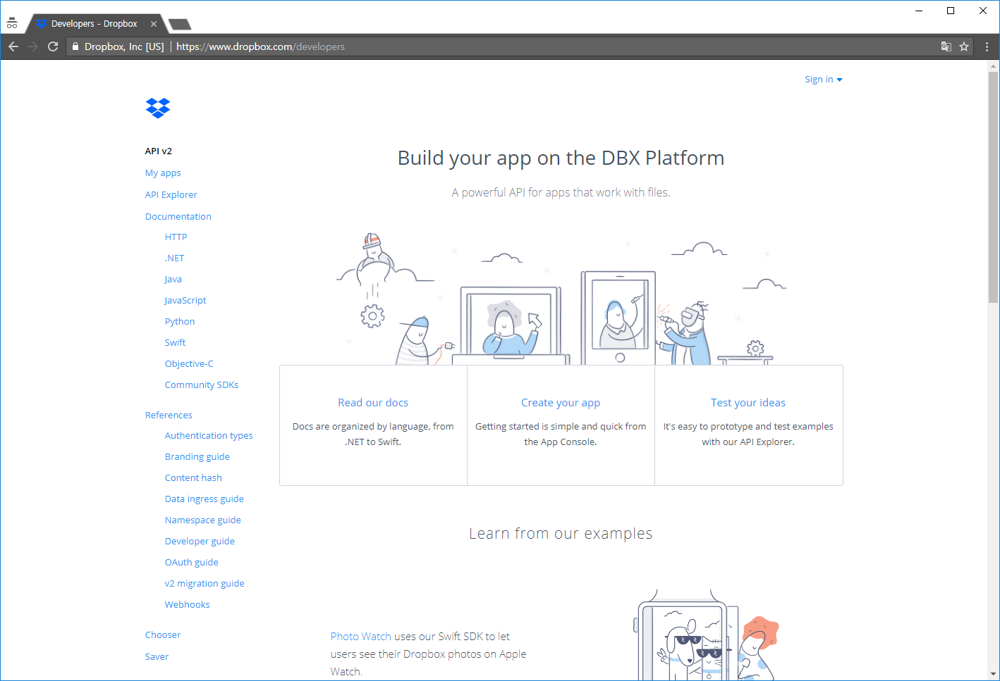 Developers - Dropbox
Dropbox, Inc [US] | https://www.dropbox.com/developers
Sign in
API v2
My apps
API Explorer
Documentation
HTTP
.NET
Java
JavaScript
Python
Swift
Objective-C
Community SDKs
References
Authentication types
Branding guide
Content hash
Data ingress guide
Namespace guide
Developer guide
OAuth guide
v2 migration guide
Webhooks
Chooser
Saver
Build your app on the DBX Platform
A powerful API for apps that work with files.
Read our docs
Docs are organized by language, from
.NET to Swift.
Create your app
Getting started is simple and quick from
the App Console.
Test your ideas
It's easy to prototype and test examples
with our API Explorer.
Learn from our examples
Photo Watch uses our Swift SDK to let
users see their Dropbox photos on Apple
Watch.